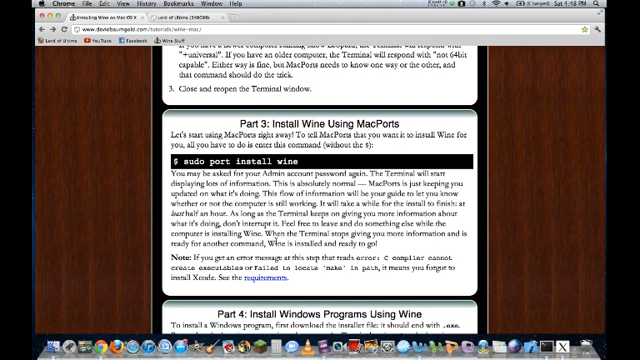 Chrome File Edit View History Bookmarks Window Help
Sat 4:48 PM
Installing Wine on Mac OS X
Lord of Ultima
www.davidbaumgold.com/tutorials/wine-mac/
Lord of Ultima Apple Wine Stuff
"+universal". If you have an older computer, the Terminal will respond with "not 64bit
capable". Either way is fine, but MacPorts needs to know one way or the other, and
that command should do the trick.
3. Close and reopen the Terminal window.
Part 3: Install Wine Using MacPorts
Let's start using MacPorts right away! To tell MacPorts that you want it to install Wine for
you, all you have to do is enter this command (without the $):
$ sudo port install wine
You may be asked for your Admin account password again. The Terminal will start
displaying lots of information. This is absolutely normal — MacPorts is just keeping you
updated on what it's doing. This flow of information will be your guide to let you know
whether the computer is still working. It will take a while for the install to finish: at
least half an hour. As long as the Terminal keeps on giving you more information about
what it's doing, don't interrupt it. Feel free to leave and do something else while the
computer is installing Wine. When the Terminal stops giving you more information and is
ready for another command, Wine is installed and ready to go!
Note: If you get an error message at this step that reads error: C compiler cannot
create executables or Failed to locate 'make' in path, it means you forgot to
install Xcode. See the requirements.
Part 4: Install Windows Programs Using Wine
To install a Windows program, first download the installer file: it should end with .exe.